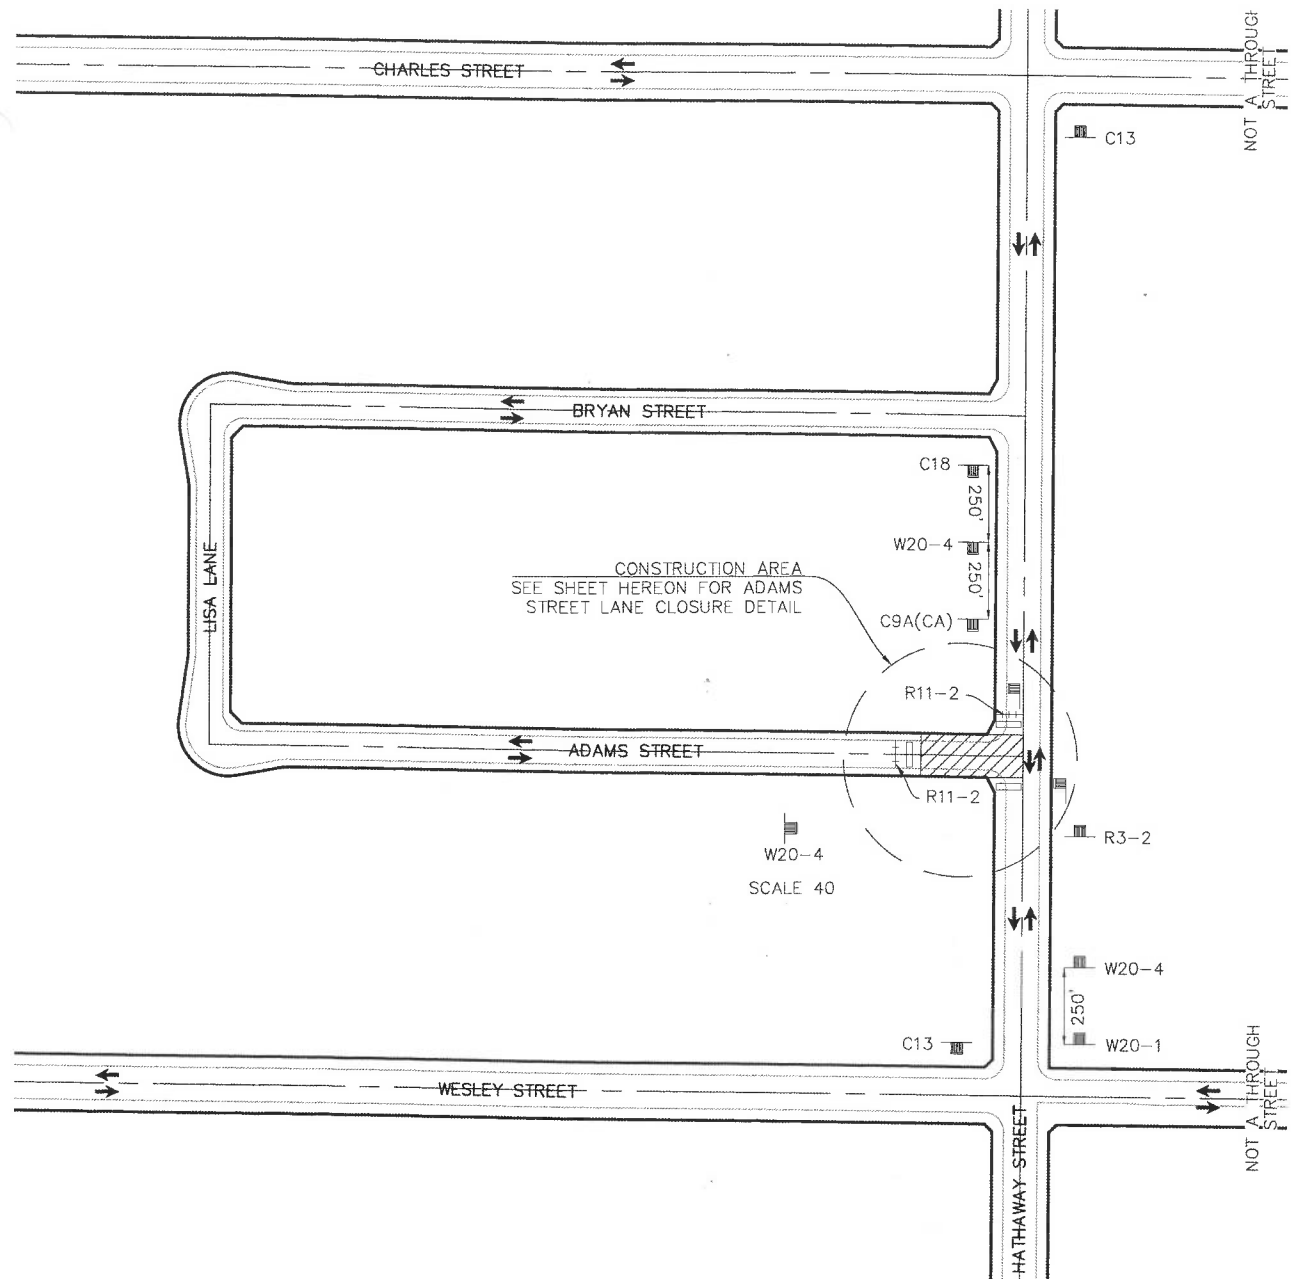 NOT A THROUGH
STREET
CHARLES STREET
C13
BRYAN STREET
C18
250'
W20-4
250'
CONSTRUCTION AREA
SEE SHEET HEREON FOR ADAMS
STREET LANE CLOSURE DETAIL
C9A(CA)
LISA LANE
R11-2
ADAMS STREET
R11-2
R3-2
W20-4
SCALE 40
W20-4
250'
C13
W20-1
NOT A THROUGH
STREET
WESLEY STREET
HATHAWAY STREET